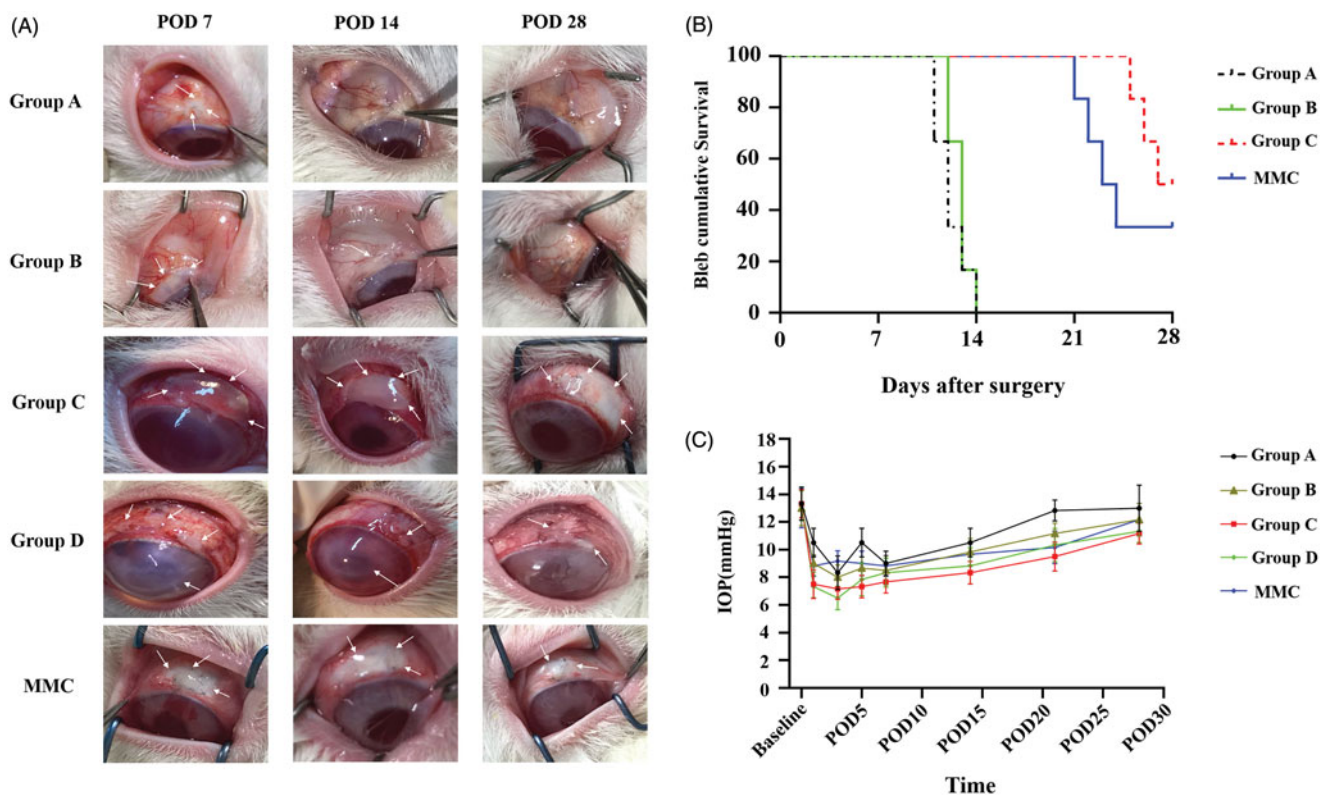 (A)
POD 7 POD 14 POD 28
Group A
Group B
Group C
Group D
MMC
(B)
Bleb cumulative Survival
100
80
60
40
20
0
0 7 14 21 28
Days after surgery
Group A
Group B
Group C
MMC
(C)
IOP(mmHg)
18
16
14
12
10
8
6
4
2
0
Baseline POD5 POD10 POD15 POD20 POD25 POD30
Time
Group A
Group B
Group C
Group D
MMC